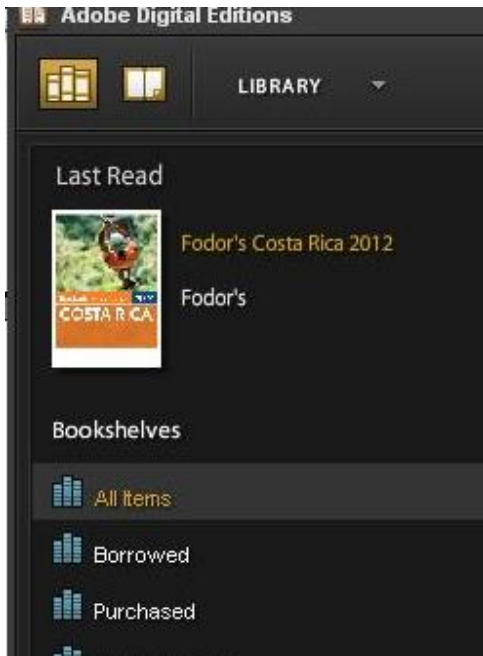 Adobe Digital Editions
LIBRARY
Last Read
Fodor's Costa Rica 2012
Fodor's
COSTA RICA
Bookshelves
All Items
Borrowed
Purchased